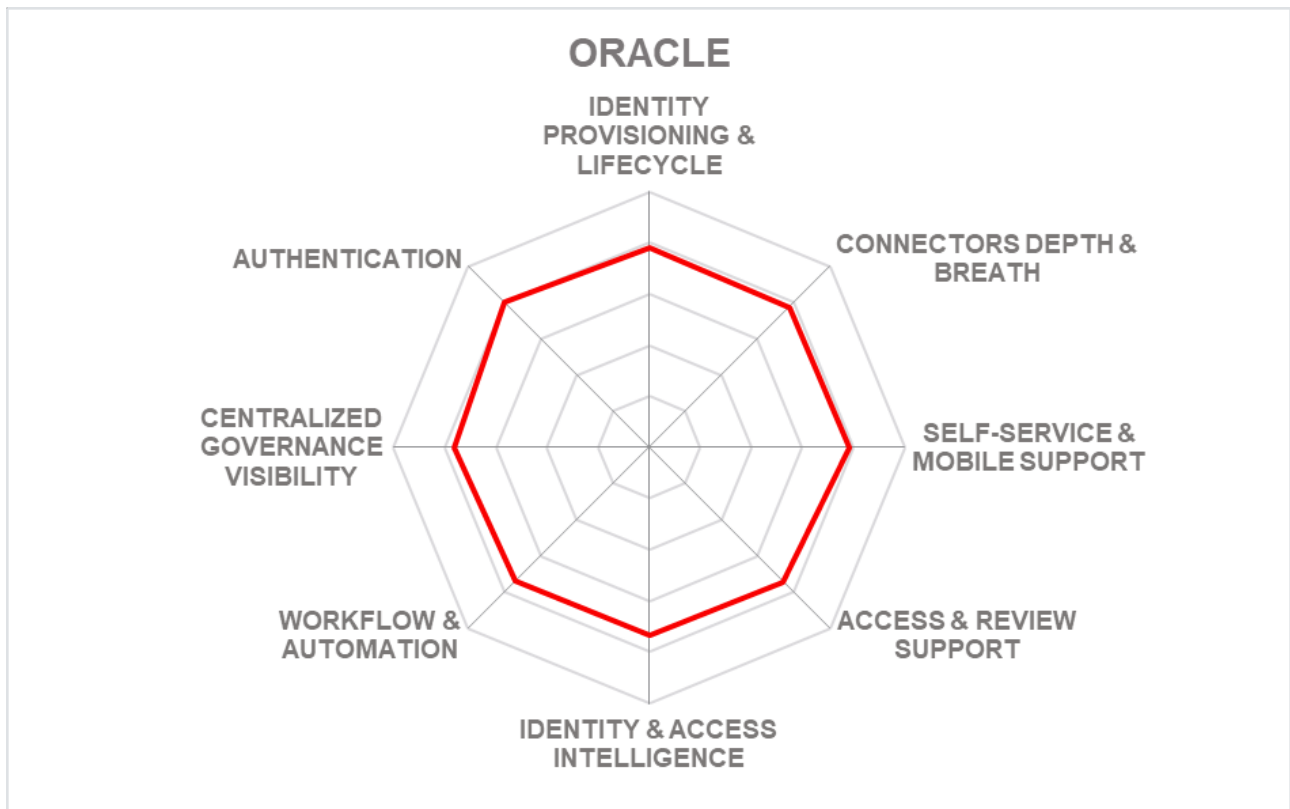 ORACLE
IDENTITY
PROVISIONING &
LIFECYCLE
CONNECTORS DEPTH &
BREATH
SELF-SERVICE &
MOBILE SUPPORT
ACCESS & REVIEW
SUPPORT
IDENTITY & ACCESS
INTELLIGENCE
WORKFLOW &
AUTOMATION
CENTRALIZED
GOVERNANCE
VISIBILITY
AUTHENTICATION